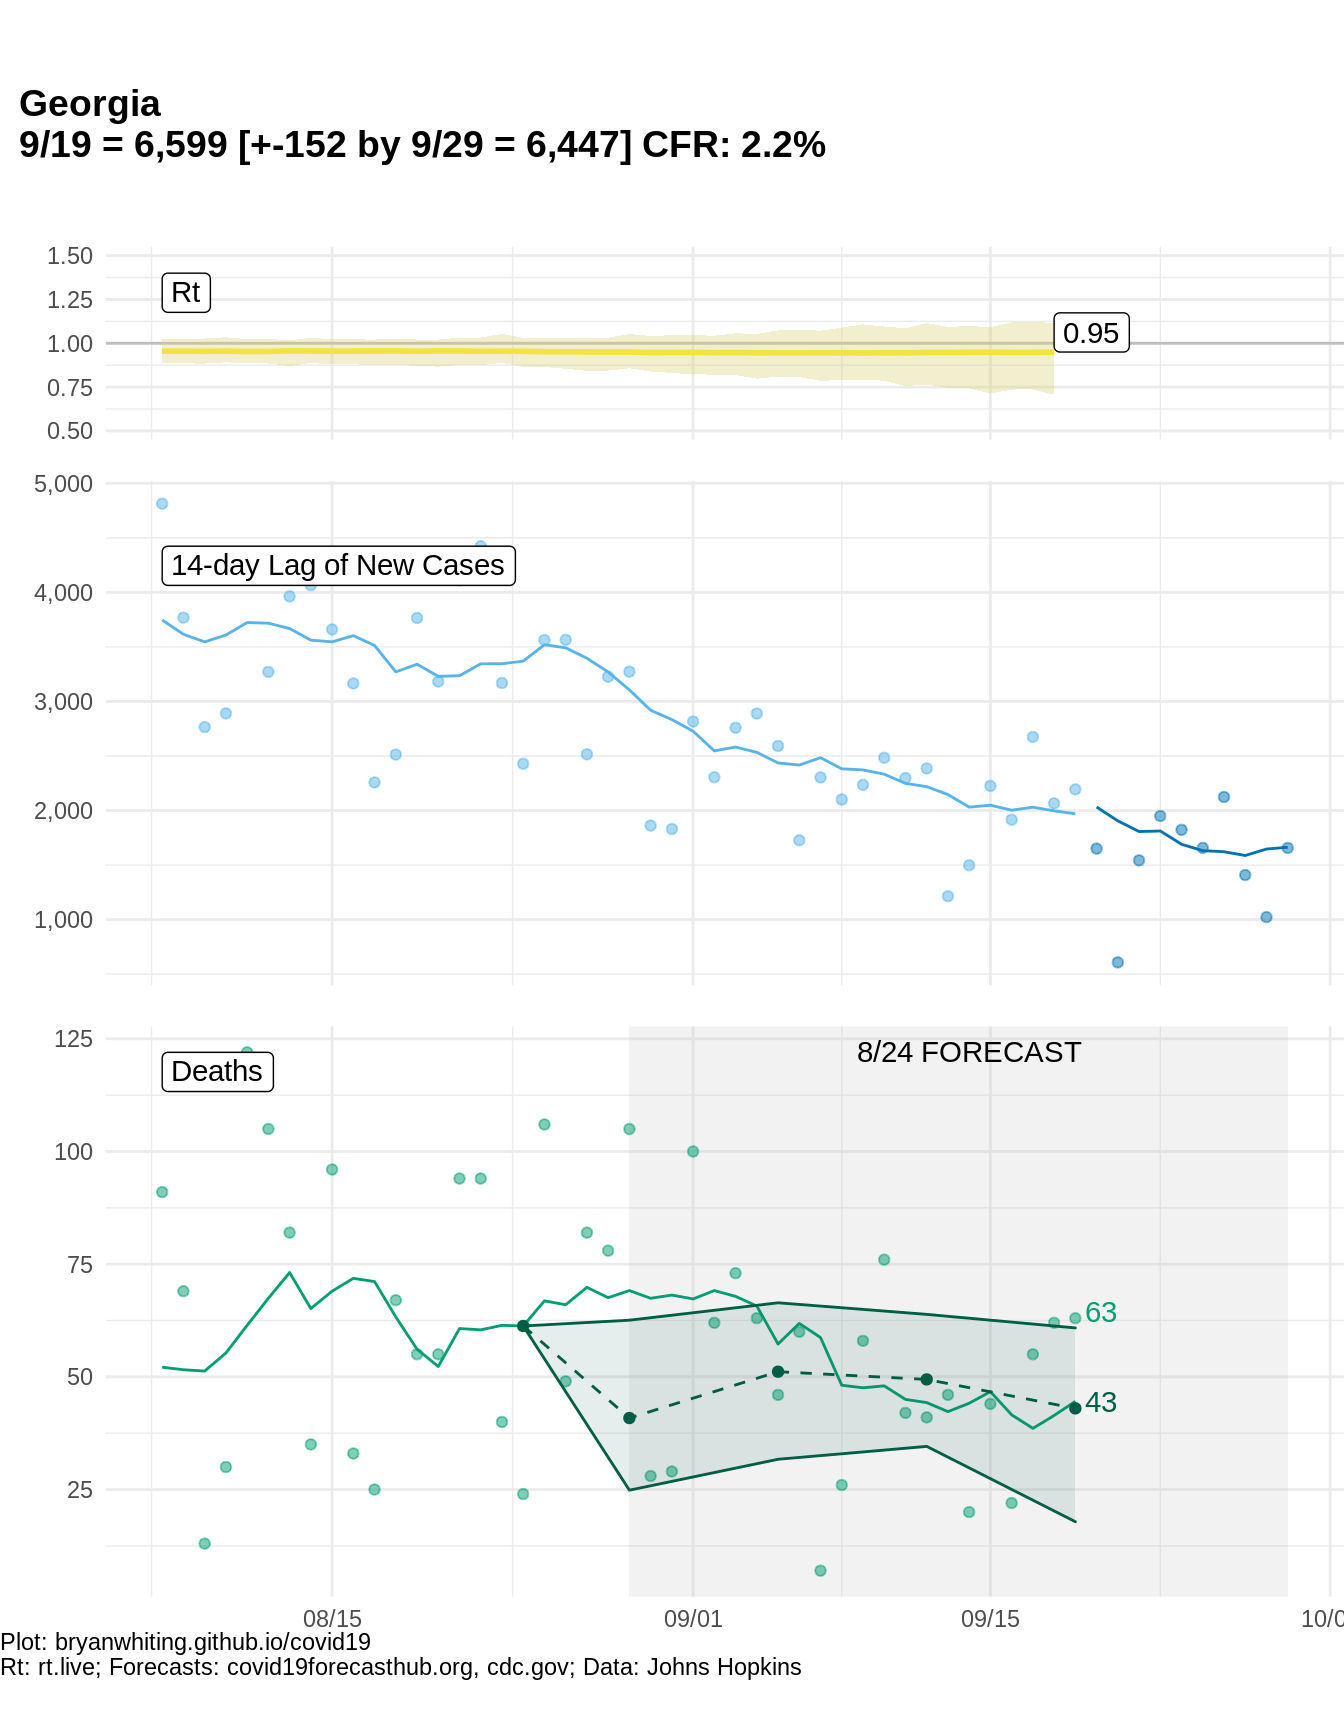 Georgia
9/19 = 6,599 [+-152 by 9/29 = 6,447] CFR: 2.2%
1.50
1.25
1.00
0.75
0.50
Rt
0.95
5,000
4,000
3,000
2,000
1,000
14-day Lag of New Cases
125
100
75
50
25
Deaths
8/24 FORECAST
63
43
08/15
09/01
09/15
10/0
Plot: bryanwhiting.github.io/covid19
Rt: rt.live; Forecasts: covid19forecasthub.org, cdc.gov; Data: Johns Hopkins